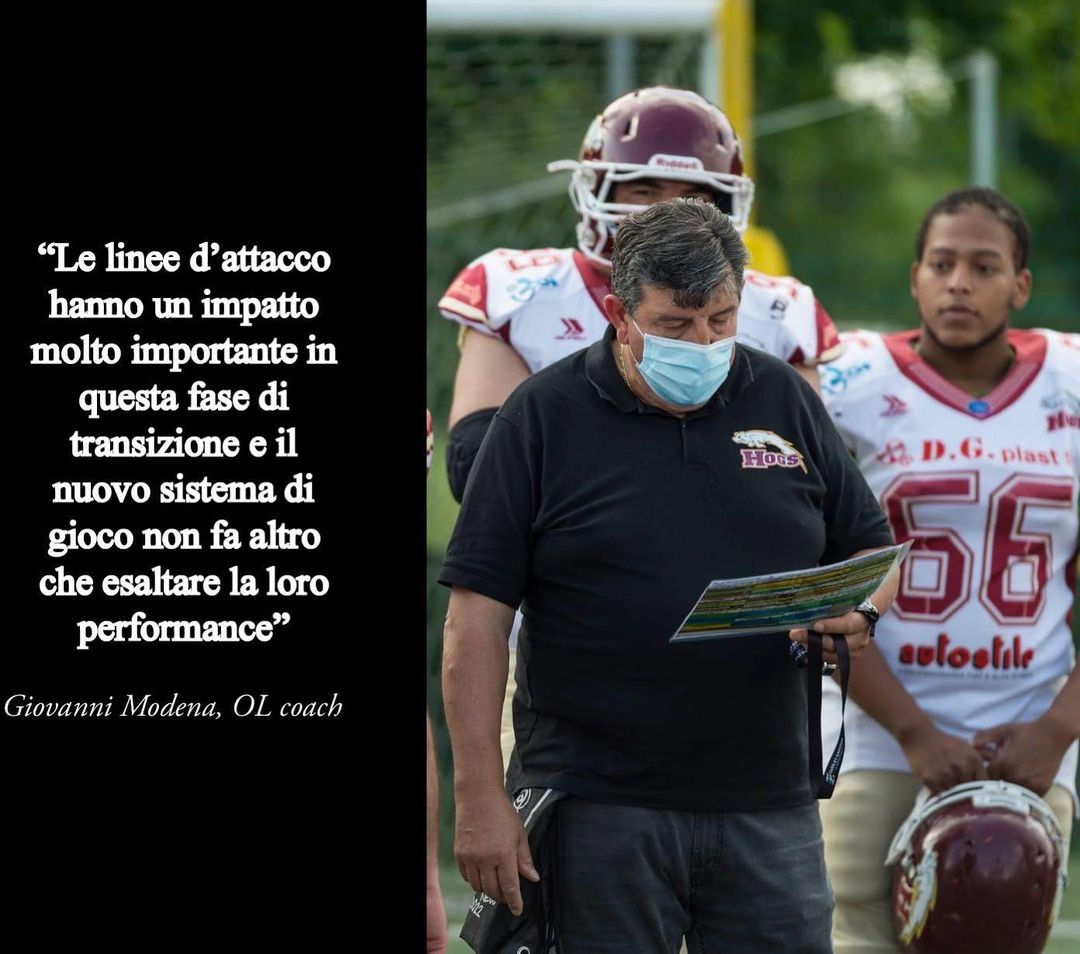 “Le linee d’attacco
hanno un impatto
molto importante in
questa fase di
transizione e il
nuovo sistema di
gioco non fa altro
che esaltare la loro
performance”
Giovanni Modena, OL coach
Riddell
HOGS
D.G. plast
66
autostile